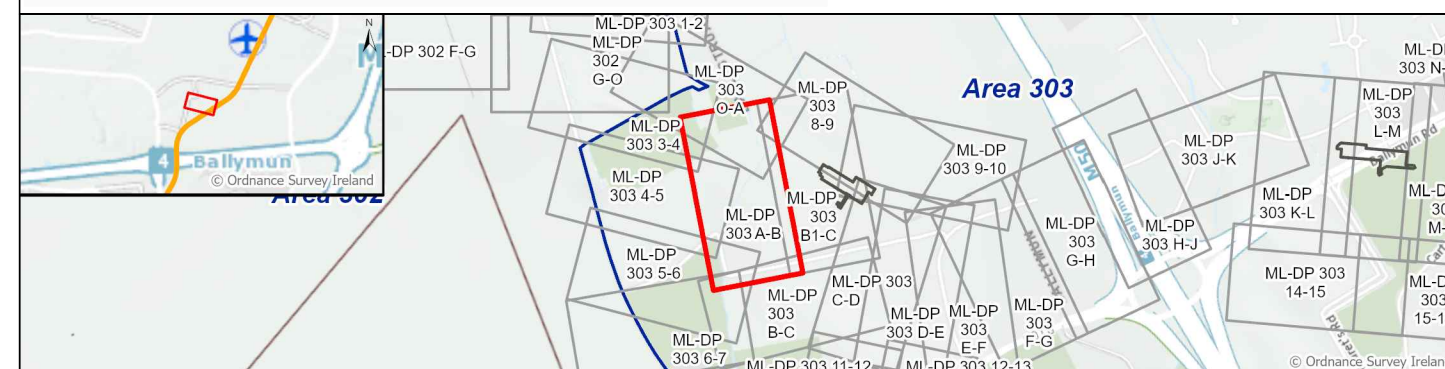 N
M
4
Ballymun
© Ordnance Survey Ireland
-DP 302 F-G
ML-DP 303 1-2
ML-DP
302
G-O
ML-DP
303
O-A
ML-DP
303 3-4
ML-DP
303
8-9
Area 303
ML-DP
303 4-5
ML-DP
303 9-10
ML-DP
303 A-B
ML-DP
303
B1-C
ML-DP
303 5-6
ML-DP 303
C-D
ML-DP
303
B-C
ML-DP
303 6-7
ML-DP
303 D-E
ML-DP
303
E-F
ML-DP
303
F-G
ML-DP 303 11-12
ML-DP 303 12-13
M50
Ballymun
ML-DP
303
G-H
ML-DP
303 H-J
ML-DP
303 J-K
ML-DP
303 K-L
ML-DP
303
L-M
Ballymun Rd
ML-DP 303
14-15
© Ordnance Survey Irelan